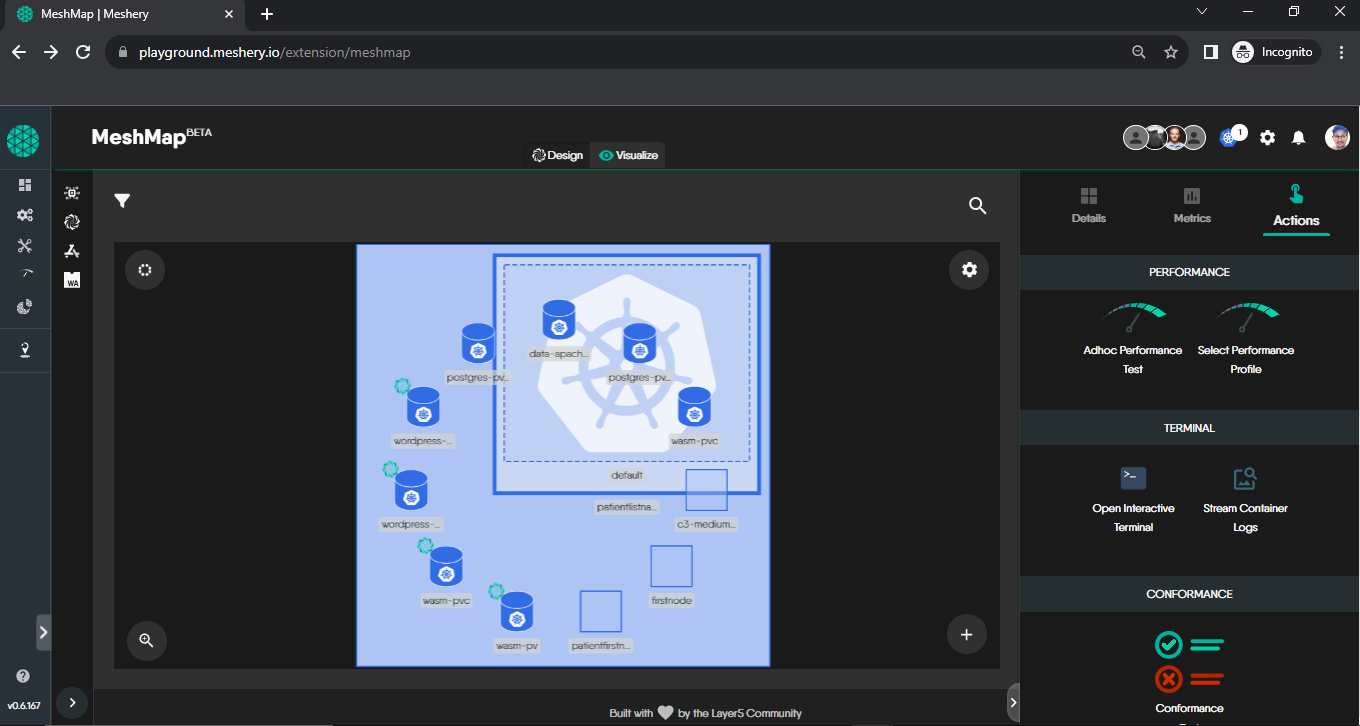 MeshMap | Meshery
playground.meshery.io/extension/meshmap
Incognito
MeshMap BETA
Design
Visualize
1
Details
Metrics
Actions
PERFORMANCE
Adhoc Performance
Test
Select Performance
Profile
TERMINAL
Open Interactive
Terminal
Stream Container
Logs
CONFORMANCE
Conformance
WA
data-apach...
postgres-pv...
postgres-pv...
wordpress-...
wasm-pvc
default
patientlistna...
wordpress-...
c3-medium...
wasm-pvc
firstnode
wasm-pv
patientfirstn...
v0.6.167
Built with by the Layer5 Community